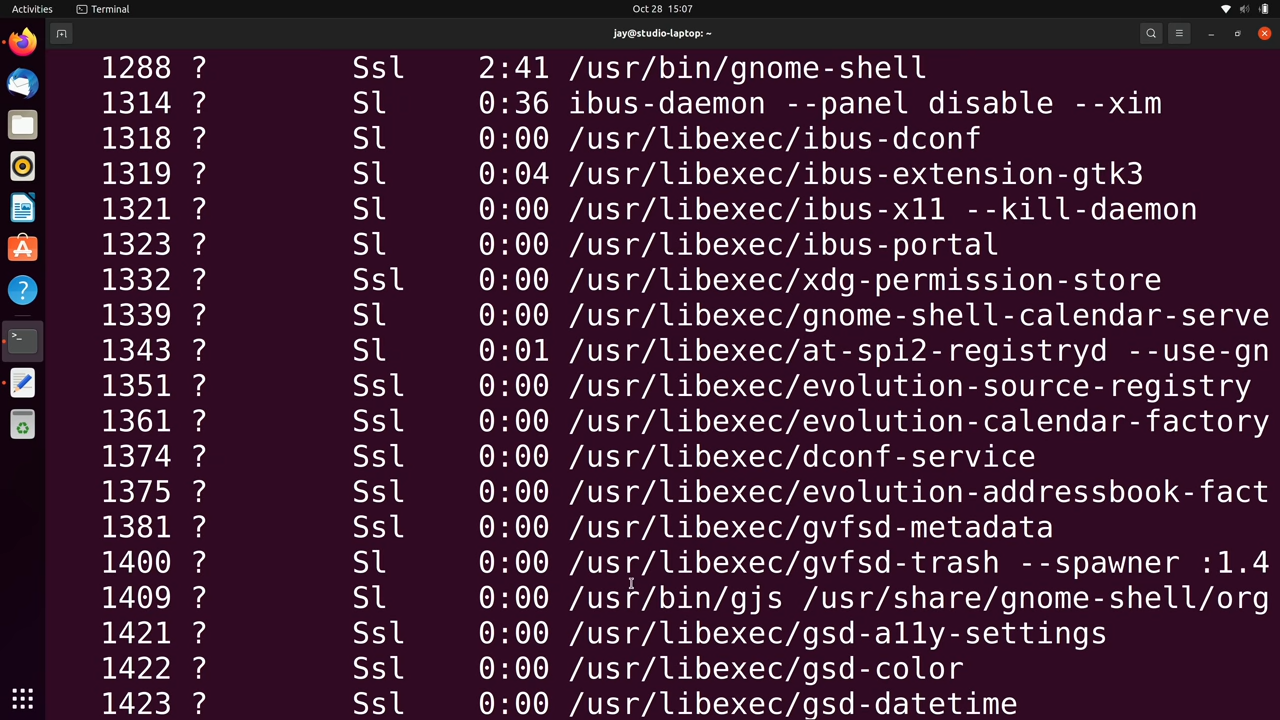 Activities Terminal Oct 28 15:07
jay@studio-laptop: ~
1288 ? Ssl 2:41 /usr/bin/gnome-shell
1314 ? Sl 0:36 ibus-daemon --panel disable --xim
1318 ? Sl 0:00 /usr/libexec/ibus-dconf
1319 ? Sl 0:04 /usr/libexec/ibus-extension-gtk3
1321 ? Sl 0:00 /usr/libexec/ibus-x11 --kill-daemon
1323 ? Sl 0:00 /usr/libexec/ibus-portal
1332 ? Ssl 0:00 /usr/libexec/xdg-permission-store
1339 ? Sl 0:00 /usr/libexec/gnome-shell-calendar-serve
1343 ? Sl 0:01 /usr/libexec/at-spi2-registryd --use-gn
1351 ? Ssl 0:00 /usr/libexec/evolution-source-registry
1361 ? Ssl 0:00 /usr/libexec/evolution-calendar-factory
1374 ? Ssl 0:00 /usr/libexec/dconf-service
1375 ? Ssl 0:00 /usr/libexec/evolution-addressbook-fact
1381 ? Ssl 0:00 /usr/libexec/gvfsd-metadata
1400 ? Sl 0:00 /usr/libexec/gvfsd-trash --spawner :1.4
1409 ? Sl 0:00 /usr/bin/gjs /usr/share/gnome-shell/org
1421 ? Ssl 0:00 /usr/libexec/gsd-a11y-settings
1422 ? Ssl 0:00 /usr/libexec/gsd-color
1423 ? Ssl 0:00 /usr/libexec/gsd-datetime